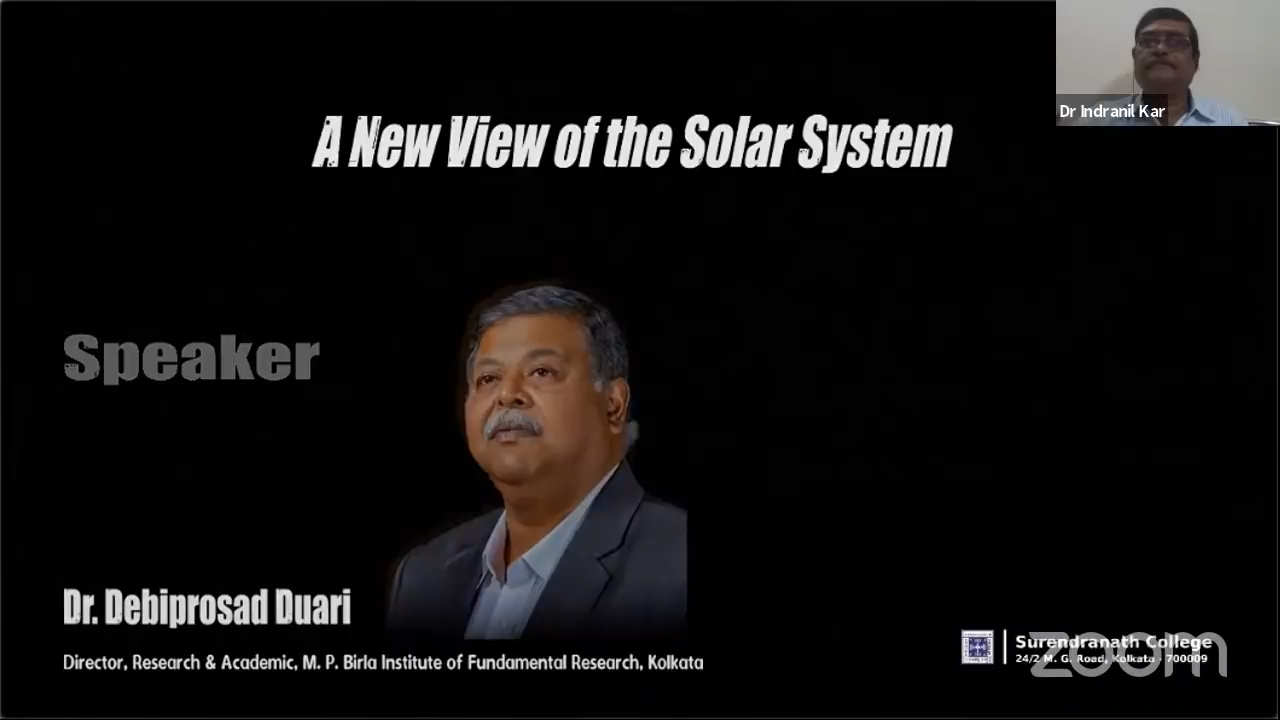 Dr Indranil Kar
A New View of the Solar System
Speaker
Dr. Debiprosad Duari
Director, Research & Academic, M. P. Birla Institute of Fundamental Research, Kolkata
Surendranath College
24/2 M. G. Road, Kolkata - 700009
zoom